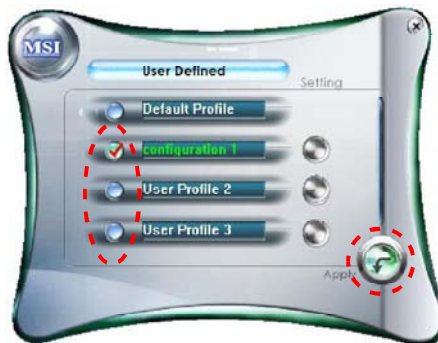 MSI
User Defined
Setting
Default Profile
configuration 1
User Profile 2
User Profile 3
Apply